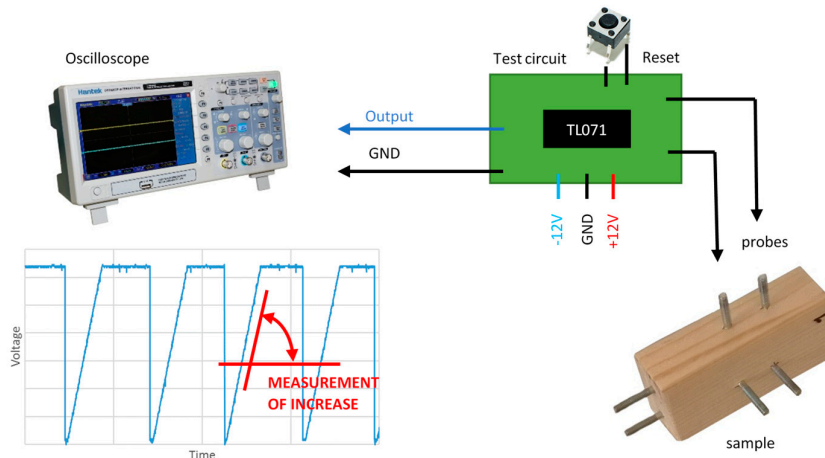 Oscilloscope
Hantek
Test circuit
Reset
Output
TL071
GND
-12V
GND
+12V
probes
Voltage
MEASUREMENT
OF INCREASE
Time
sample